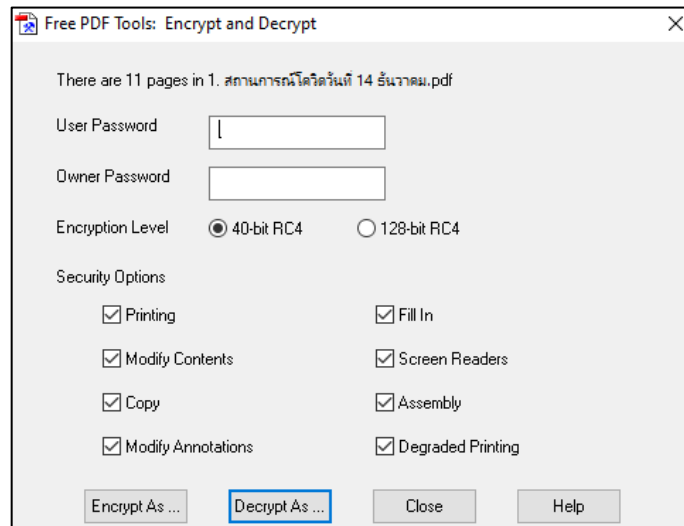 Free PDF Tools: Encrypt and Decrypt
There are 11 pages in 1. สถานการณ์โควิดวันที่ 14 ธันวาคม.pdf
User Password
Owner Password
Encryption Level 40-bit RC4 128-bit RC4
Security Options
Printing Fill In
Modify Contents Screen Readers
Copy Assembly
Modify Annotations Degraded Printing
Encrypt As ... Decrypt As ... Close Help